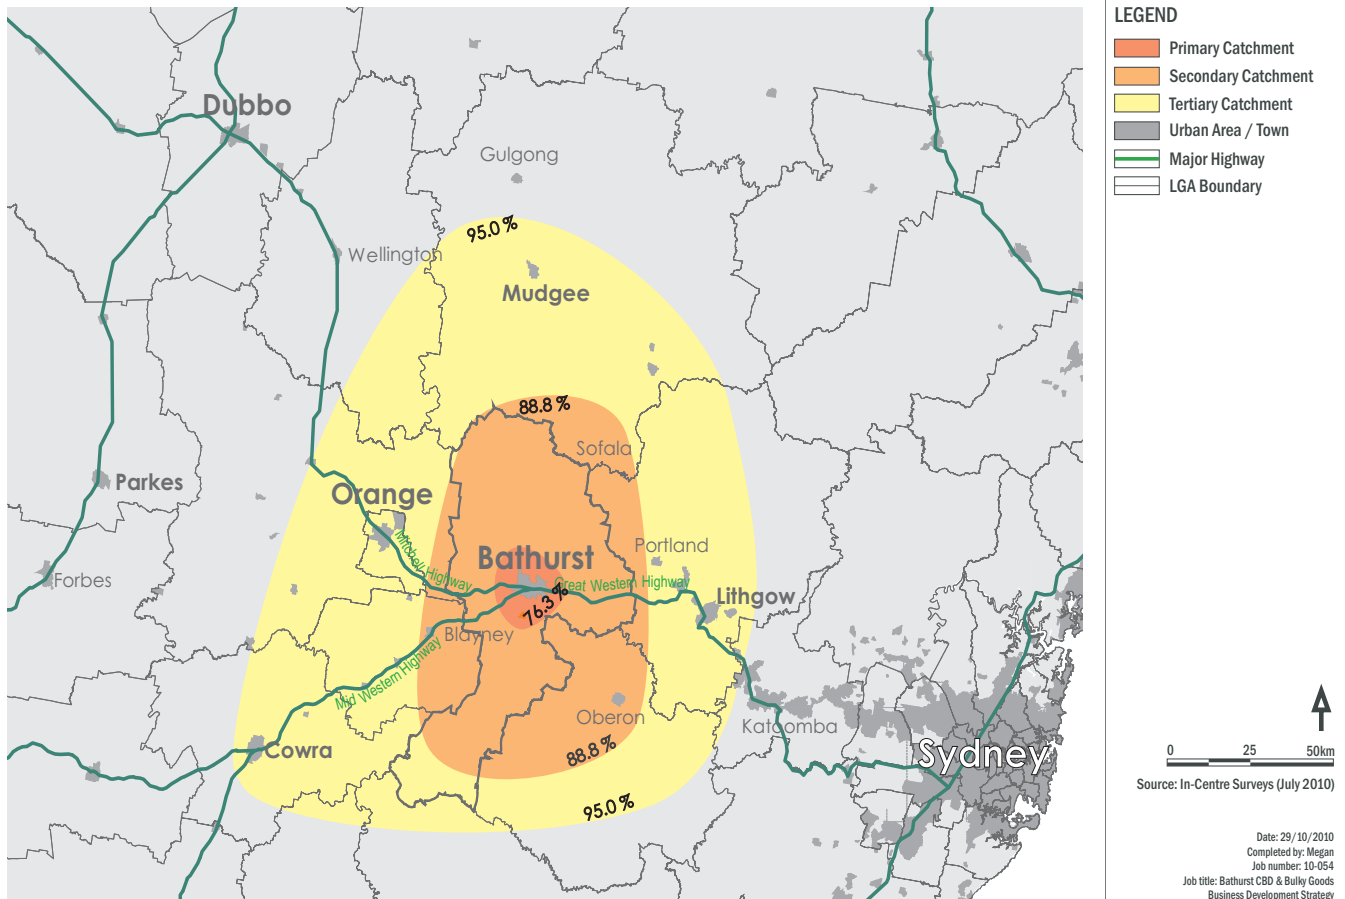 Dubbo
Gulgong
95.0 %
Wellington
Mudgee
88.8 %
Sofala
Parkes
Orange
Mitchell Highway
Bathurst
Portland
Great Western Highway
76.3 %
Forbes
Lithgow
Blayney
Mid Western Highway
Oberon
Katoomba
Cowra
88.8 %
Sydney
95.0 %
LEGEND
Primary Catchment
Secondary Catchment
Tertiary Catchment
Urban Area / Town
Major Highway
LGA Boundary
0 25 50km
Source: In-Centre Surveys (July 2010)
Date: 29/10/2010
Completed by: Megan
Job number: 10-054
Job title: Bathurst CBD & Bulky Goods
Business Development Strategy